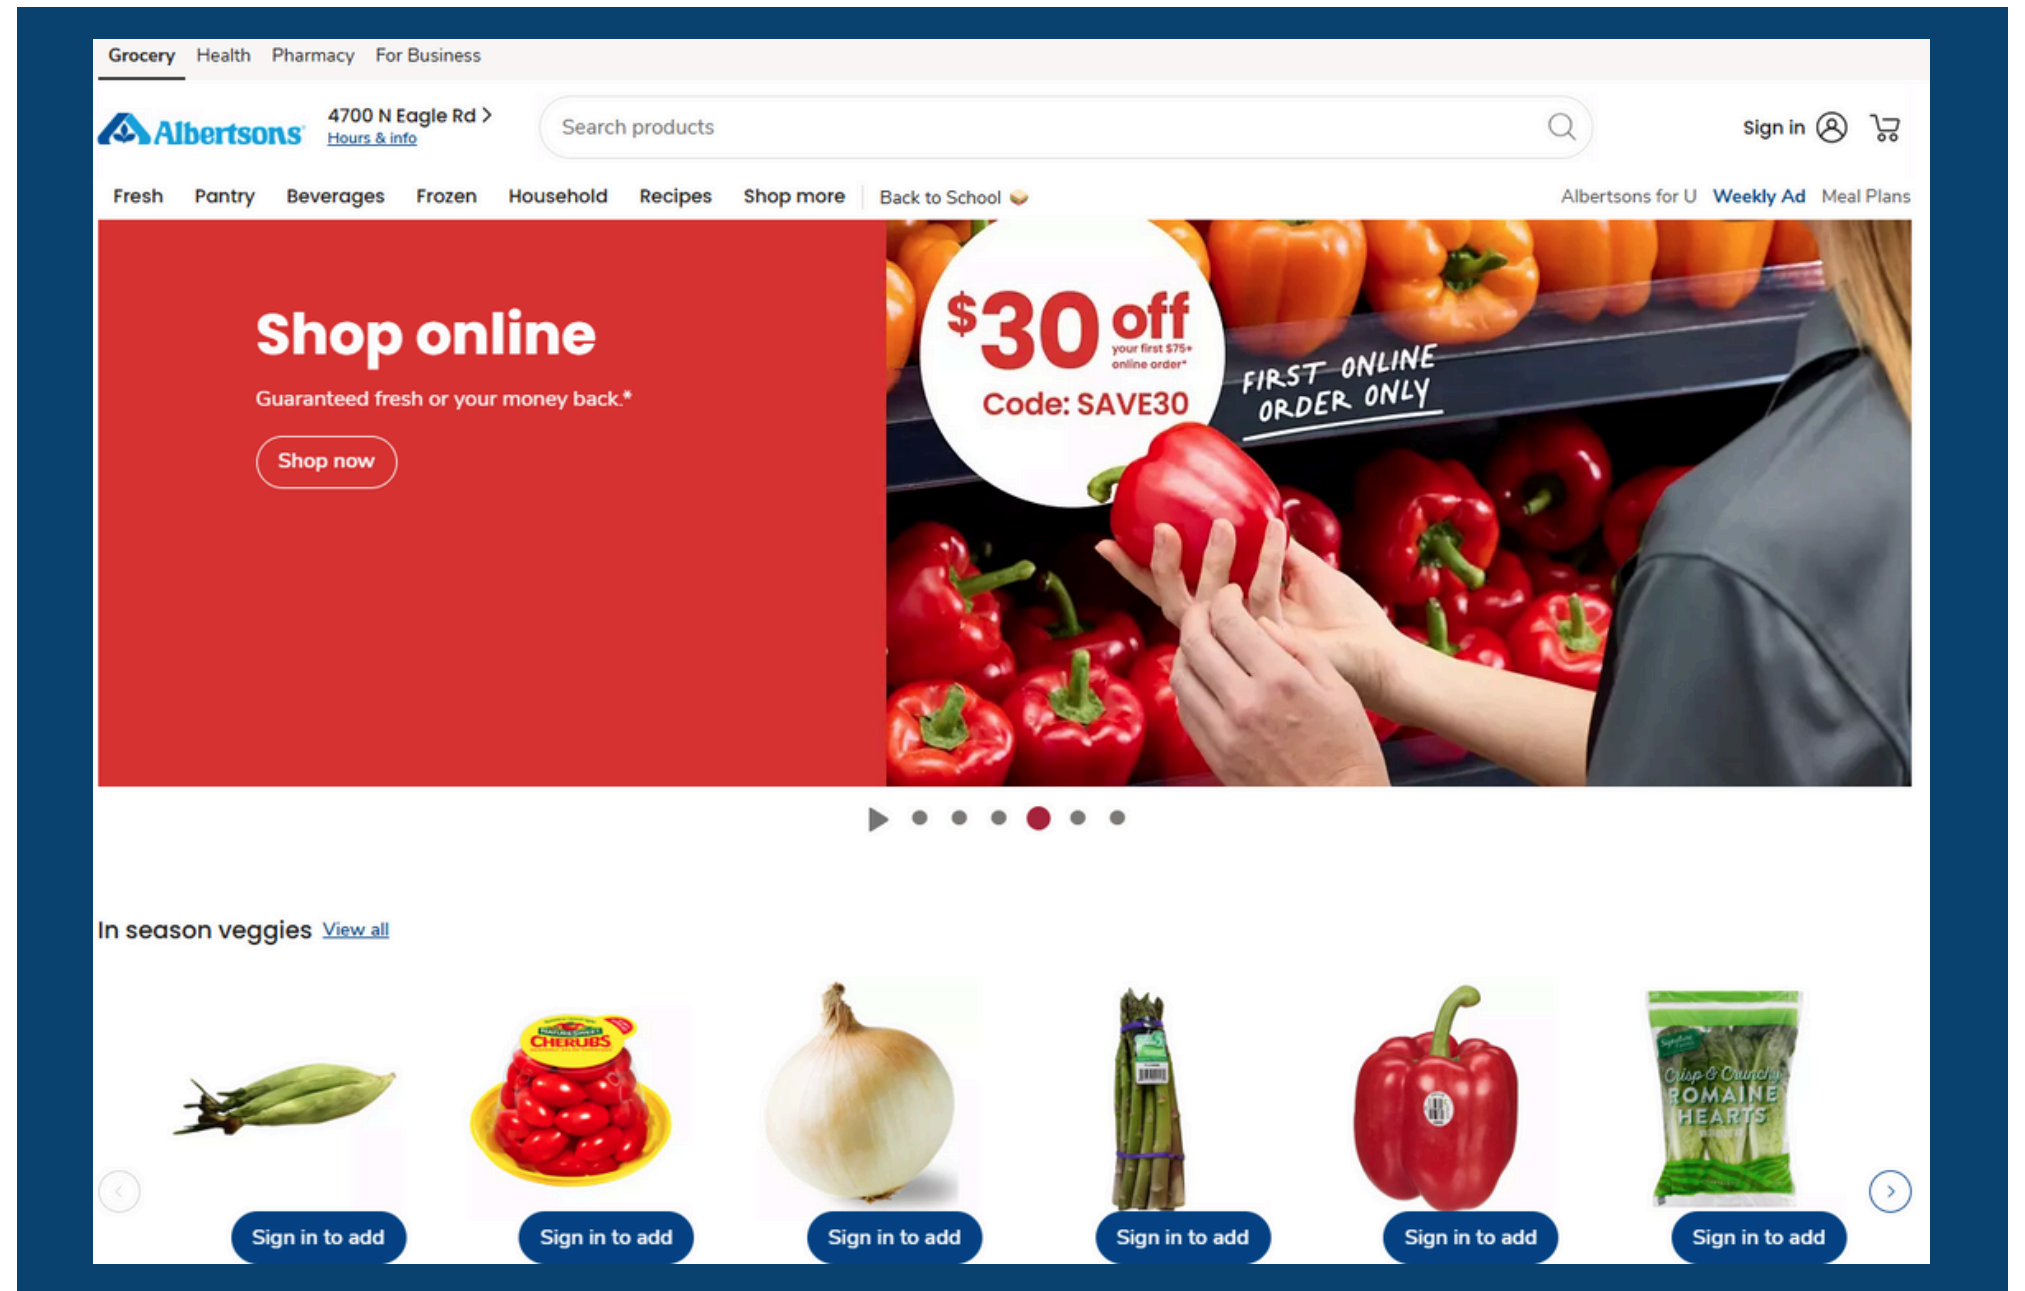 Grocery Health Pharmacy For Business
Albertsons
4700 N Eagle Rd >
Hours & info
Search products
Sign in
Fresh Pantry Beverages Frozen Household Recipes Shop more Back to School
Albertsons for U Weekly Ad Meal Plans
Shop online
Guaranteed fresh or your money back.*
Shop now
$30 off
your first $75+
online order*
Code: SAVE30
FIRST ONLINE
ORDER ONLY
In season veggies View all
NatureSweet
CHERUBS
Signature
Crisp & Crunchy
ROMAINE
HEARTS
Sign in to add
Sign in to add
Sign in to add
Sign in to add
Sign in to add
Sign in to add